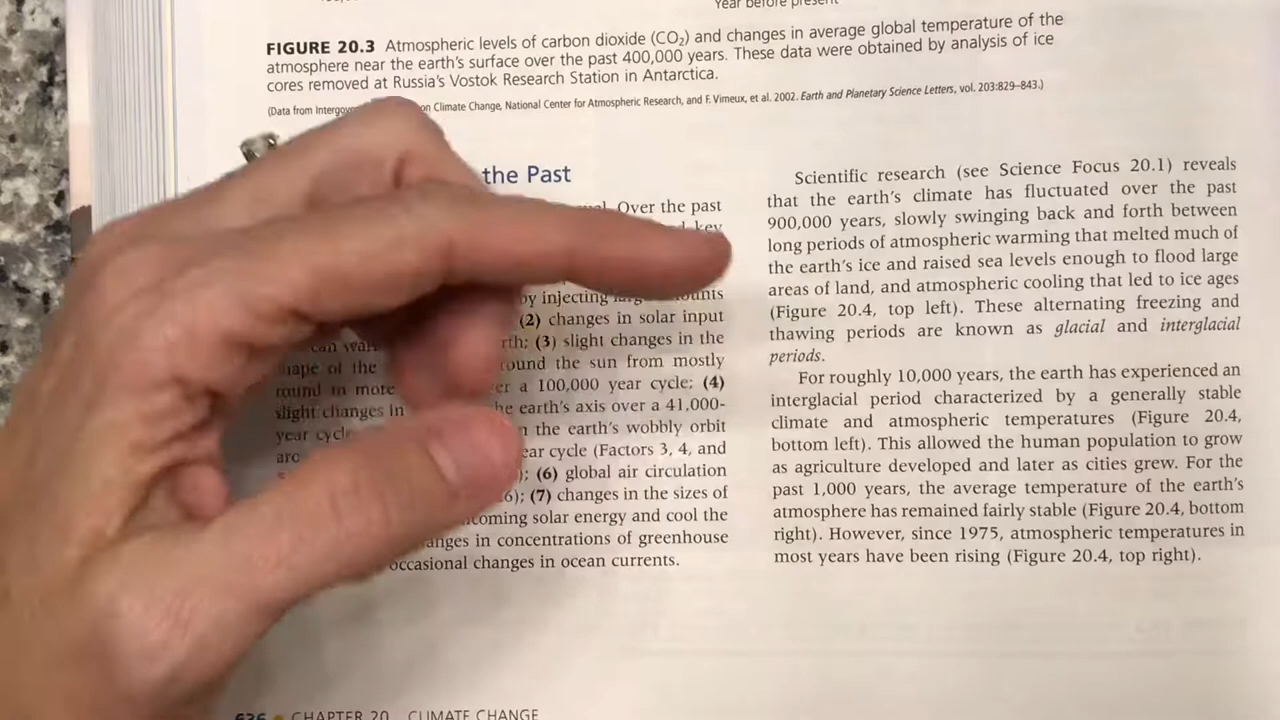 Year before present
FIGURE 20.3 Atmospheric levels of carbon dioxide (CO₂) and changes in average global temperature of the
atmosphere near the earth's surface over the past 400,000 years. These data were obtained by analysis of ice
cores removed at Russia's Vostok Research Station in Antarctica.
(Data from on Climate Change, National Center for Atmospheric Research, and F. Vimeux, et al. 2002. Earth and Planetary Science Letters, vol. 203:829–843.)
the Past
Over the past
key
by injecting
(2) changes in solar input
(3) slight changes in the
shape of the around the sun from mostly
round to more a 100,000 year cycle; (4)
slight changes in the earth's axis over a 41,000-
year the earth's wobbly orbit
cycle (Factors 3, 4, and
(6) global air circulation
(7) changes in the sizes of
solar energy and cool the
in concentrations of greenhouse
occasional changes in ocean currents.
Scientific research (see Science Focus 20.1) reveals
that the earth's climate has fluctuated over the past
900,000 years, slowly swinging back and forth between
long periods of atmospheric warming that melted much of
the earth's ice and raised sea levels enough to flood large
areas of land, and atmospheric cooling that led to ice ages
(Figure 20.4, top left). These alternating freezing and
thawing periods are known as glacial and interglacial
periods.
For roughly 10,000 years, the earth has experienced an
interglacial period characterized by a generally stable
climate and atmospheric temperatures (Figure 20.4,
bottom left). This allowed the human population to grow
as agriculture developed and later as cities grew. For the
past 1,000 years, the average temperature of the earth's
atmosphere has remained fairly stable (Figure 20.4, bottom
right). However, since 1975, atmospheric temperatures in
most years have been rising (Figure 20.4, top right).
636 CHAPTER 20 CLIMATE CHANGE